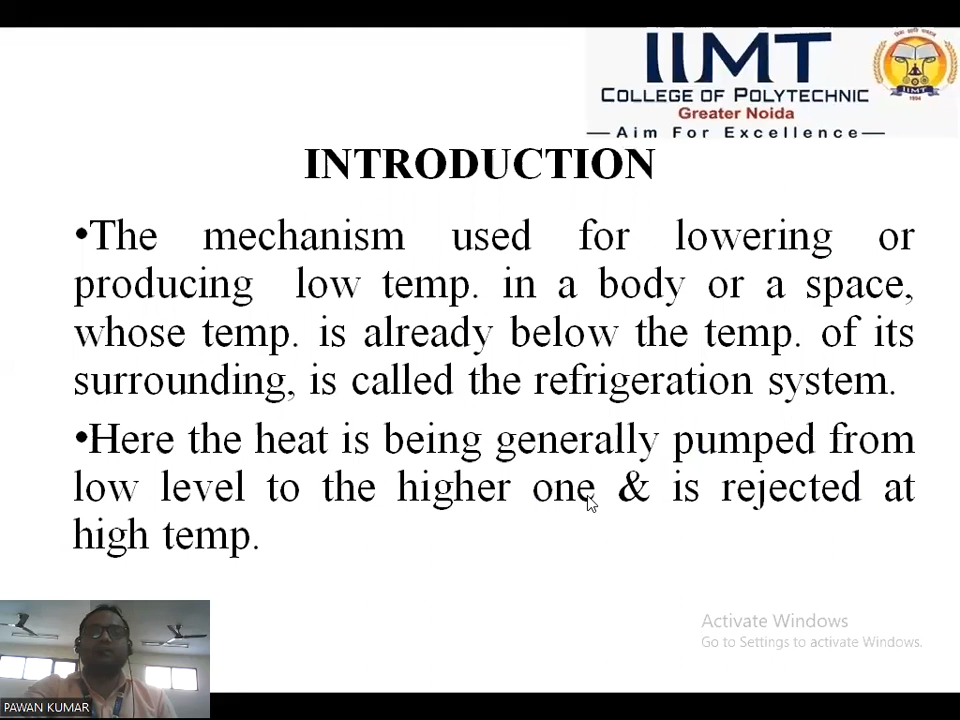 IIMT
COLLEGE OF POLYTECHNIC
Greater Noida
Aim For Excellence
IIMT
1994
INTRODUCTION
•The mechanism used for lowering or
producing low temp. in a body or a space,
whose temp. is already below the temp. of its
surrounding, is called the refrigeration system.
•Here the heat is being generally pumped from
low level to the higher one & is rejected at
high temp.
Activate Windows
Go to Settings to activate Windows.
PAWAN KUMAR